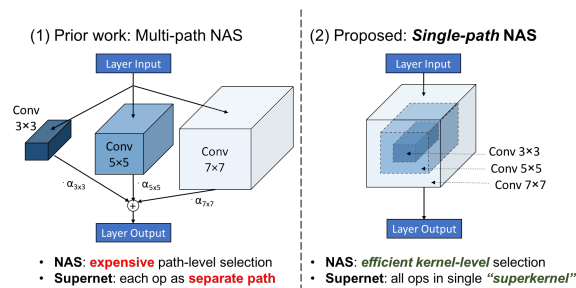 (1) Prior work: Multi-path NAS
Layer Input
Conv
3×3
Conv
5×5
Conv
7×7
· α3x3
· α5x5
· α7x7
+
Layer Output
• NAS: expensive path-level selection
• Supernet: each op as separate path
(2) Proposed: Single-path NAS
Layer Input
Conv 3×3
Conv 5×5
Conv 7×7
Layer Output
• NAS: efficient kernel-level selection
• Supernet: all ops in single “superkernel”